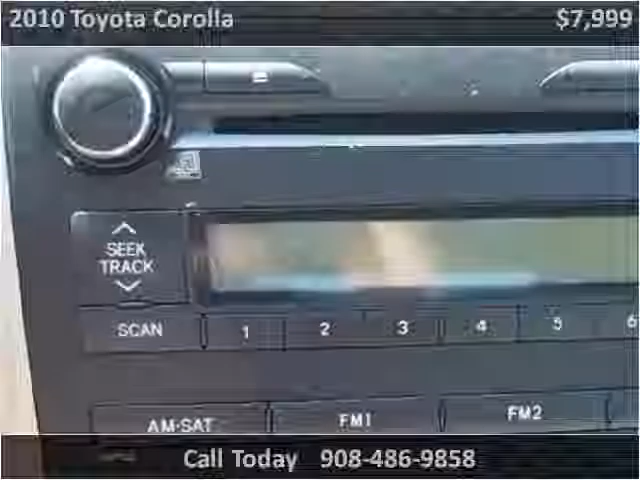 2010 Toyota Corolla $7,999
SEEK
TRACK
SCAN 1 2 3 4 5 6
AM·SAT FM1 FM2
Call Today 908-486-9858